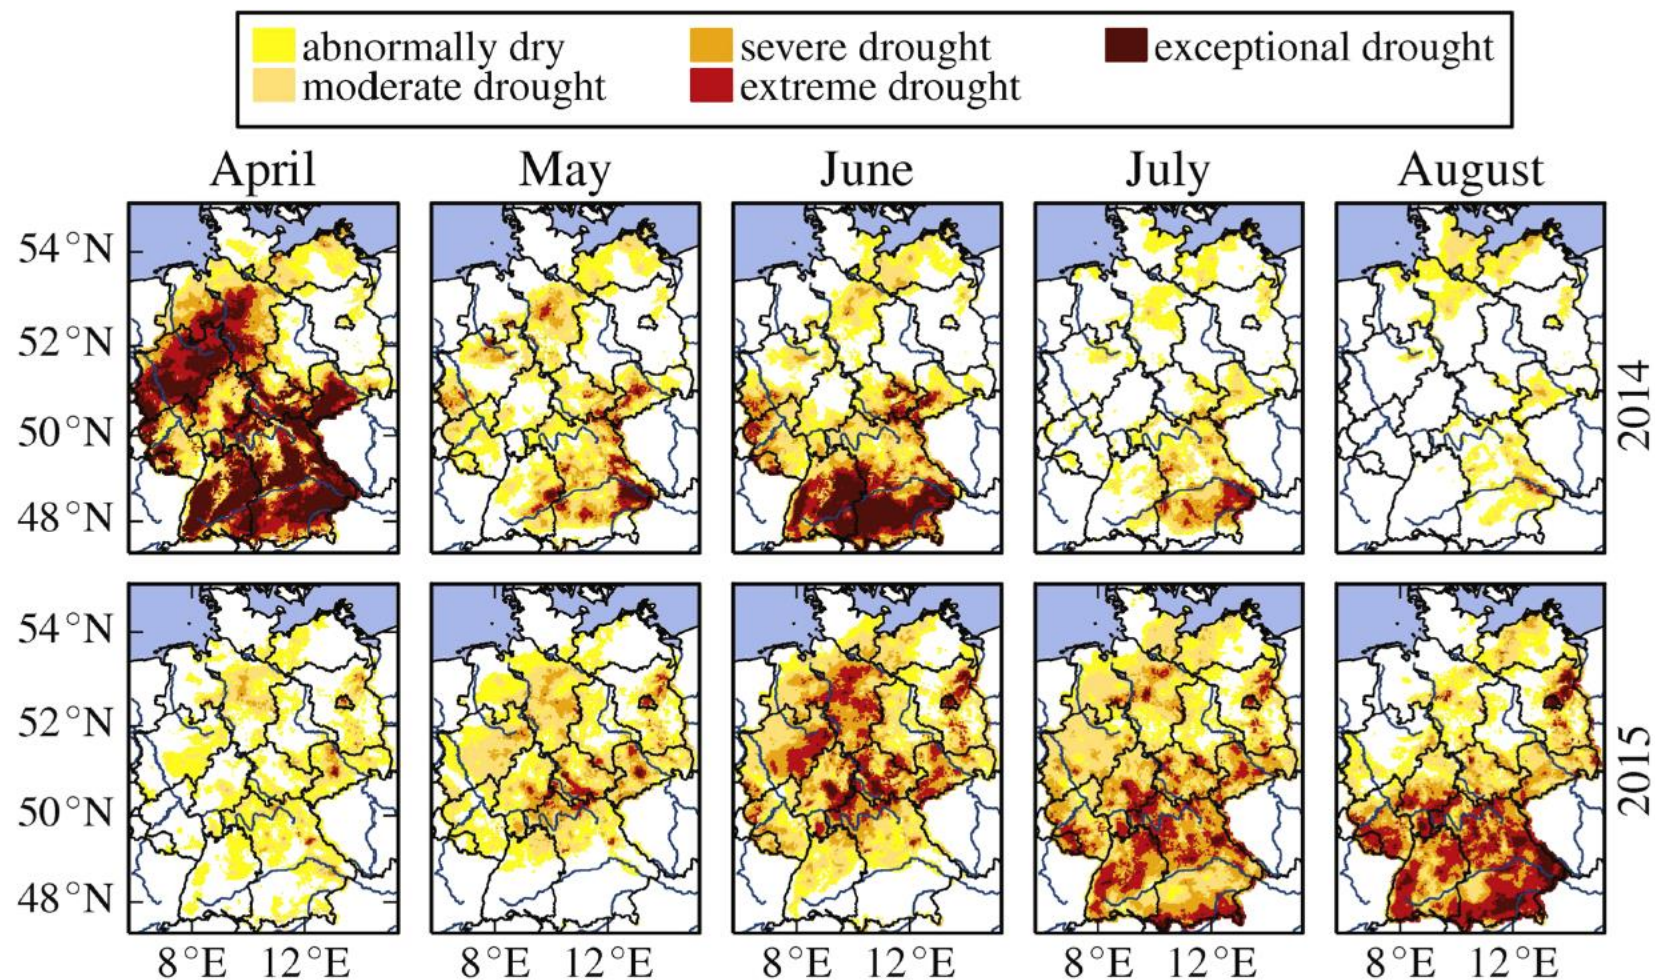 abnormally dry severe drought exceptional drought
moderate drought extreme drought
April May June July August
54°N
52°N
50°N
48°N
2014
54°N
52°N
50°N
48°N
2015
8°E 12°E 8°E 12°E 8°E 12°E 8°E 12°E 8°E 12°E